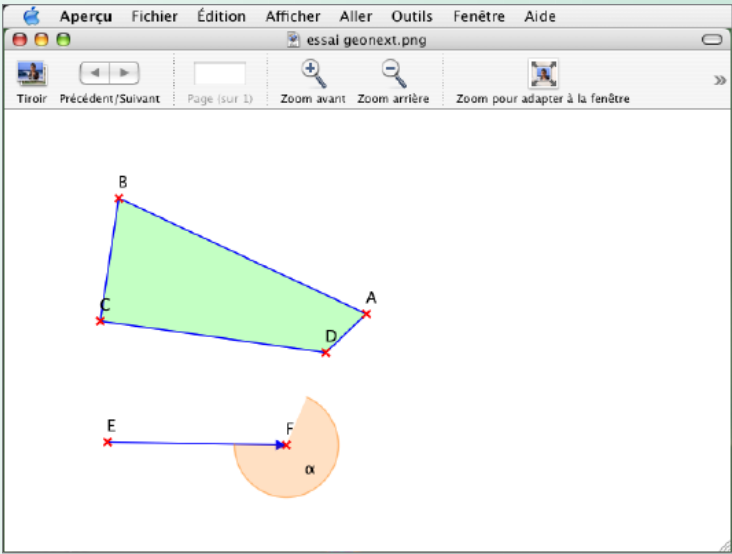 Aperçu Fichier Édition Afficher Aller Outils Fenêtre Aide
essai geonext.png
Tiroir Précédent/Suivant Page (sur 1) Zoom avant Zoom arrière Zoom pour adapter à la fenêtre »
B
A
C
D
E
F
α